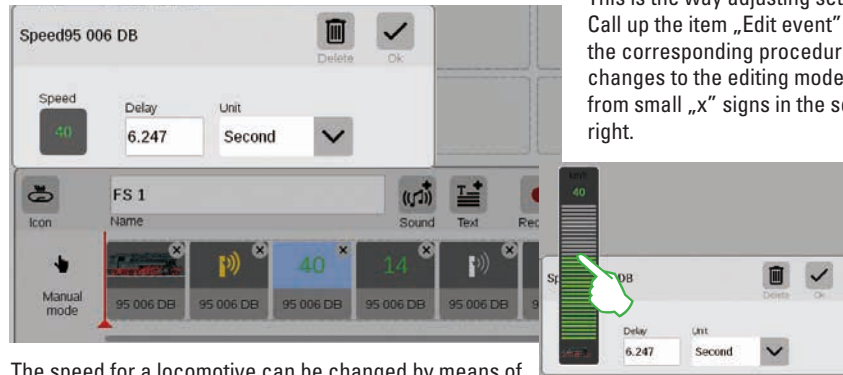 This is the way adjusting set
Call up the item „Edit event”
the corresponding procedur
changes to the editing mode
from small „x” signs in the se
right.
Speed95 006 DB
Delete
Ok
Speed
Delay
Unit
40
6.247
Second
FS 1
Icon
Name
Sound
Text
Rec
Manual
mode
40
14
95 006 DB
95 006 DB
95 006 DB
95 006 DB
95 006 DB
9
40
Sp
DB
Delete
Ok
Delay
Unit
6.247
Second
The speed for a locomotive can be changed by means of